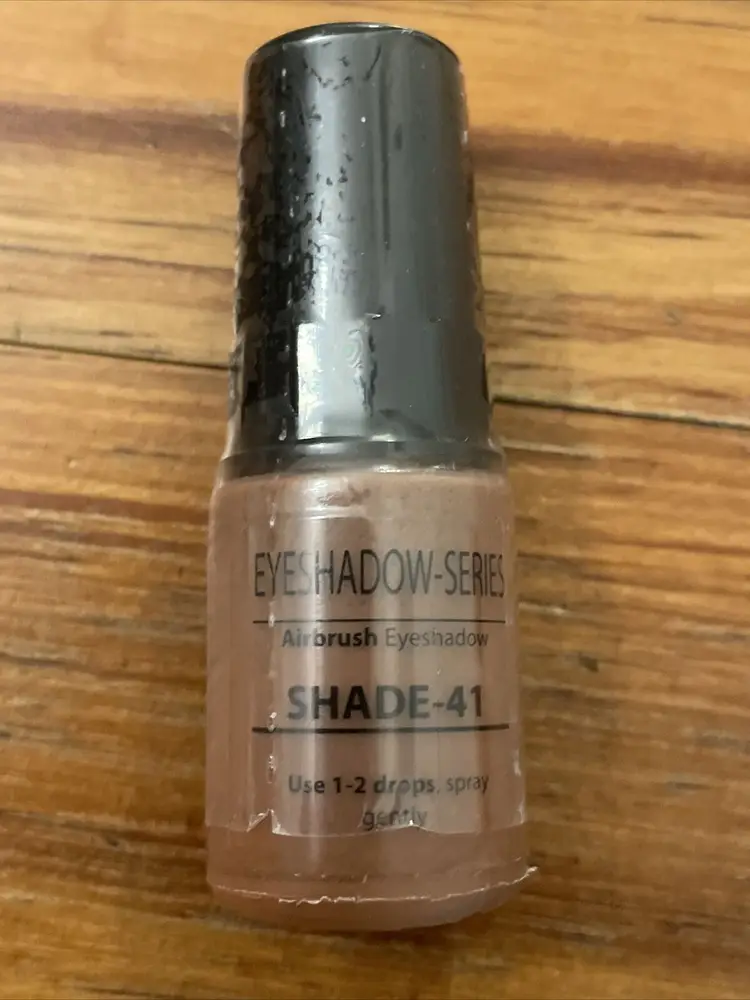 EYESHADOW-SERIES
Airbrush Eyeshadow
SHADE-41
Use 1-2 drops, spray
gently